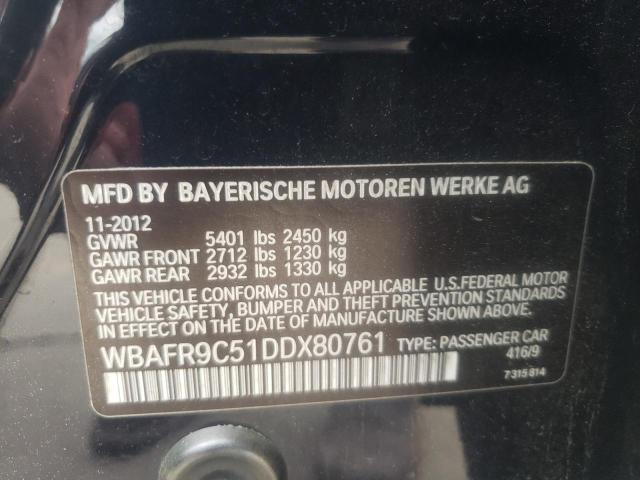 MFD BY BAYERISCHE MOTOREN WERKE AG
11-2012
GVWR 5401 lbs 2450 kg
GAWR FRONT 2712 lbs 1230 kg
GAWR REAR 2932 lbs 1330 kg
THIS VEHICLE CONFORMS TO ALL APPLICABLE U.S.FEDERAL MOTOR
VEHICLE SAFETY, BUMPER AND THEFT PREVENTION STANDARDS
IN EFFECT ON THE DATE OF MANUFACTURE SHOWN ABOVE.
WBAFR9C51DDX80761 TYPE: PASSENGER CAR
416/9
7315814